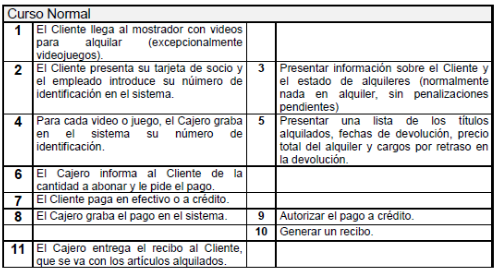 Curso Normal
1 El Cliente llega al mostrador con videos
para alquilar (excepcionalmente
videojuegos).
2 El Cliente presenta su tarjeta de socio y
el empleado introduce su núimero de
identificación en el sistema.
3 Presentar información sobre el Cliente y
el estado de alquileres (normalmente
nada en alquiler, sin penalizaciones
pendientes)
4 Para cada video o juego, el Cajero graba
en el sistema su número de
identificación.
5 Presentar una lista de los títulos
alquilados, fechas de devolución, precio
total del alquiler y cargos por retraso en
la devolución.
6 El Cajero informa al Cliente de la
cantidad a abonar y le pide el pago.
7 El Cliente paga en efectivo o a crédito.
8 El Cajero graba el pago en el sistema.
9 Autorizar el pago a crédito.
10 Generar un recibo.
11 El Cajero entrega el recibo al Cliente,
que se va con los artículos alquilados.